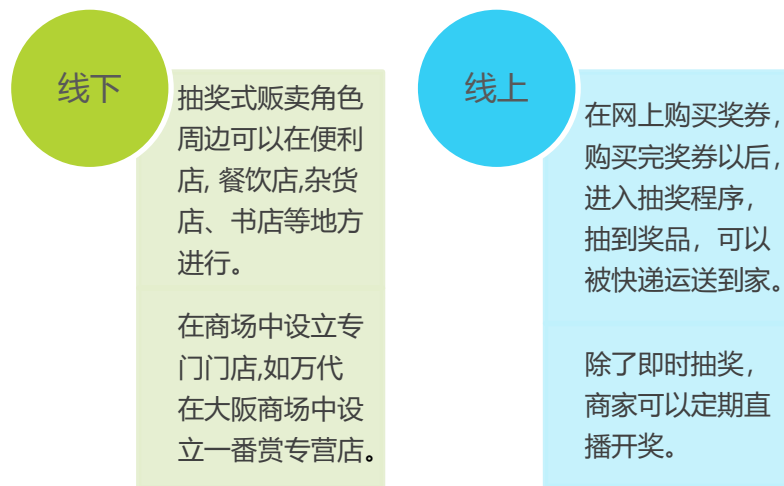 线下
抽奖式贩卖角色
周边可以在便利
店, 餐饮店,杂货
店、书店等地方
进行。
在商场中设立专
门门店,如万代
在大阪商场中设
立一番赏专营店。
线上
在网上购买奖券，
购买完奖券以后，
进入抽奖程序，
抽到奖品，可以
被快递运送到家。
除了即时抽奖，
商家可以定期直
播开奖。